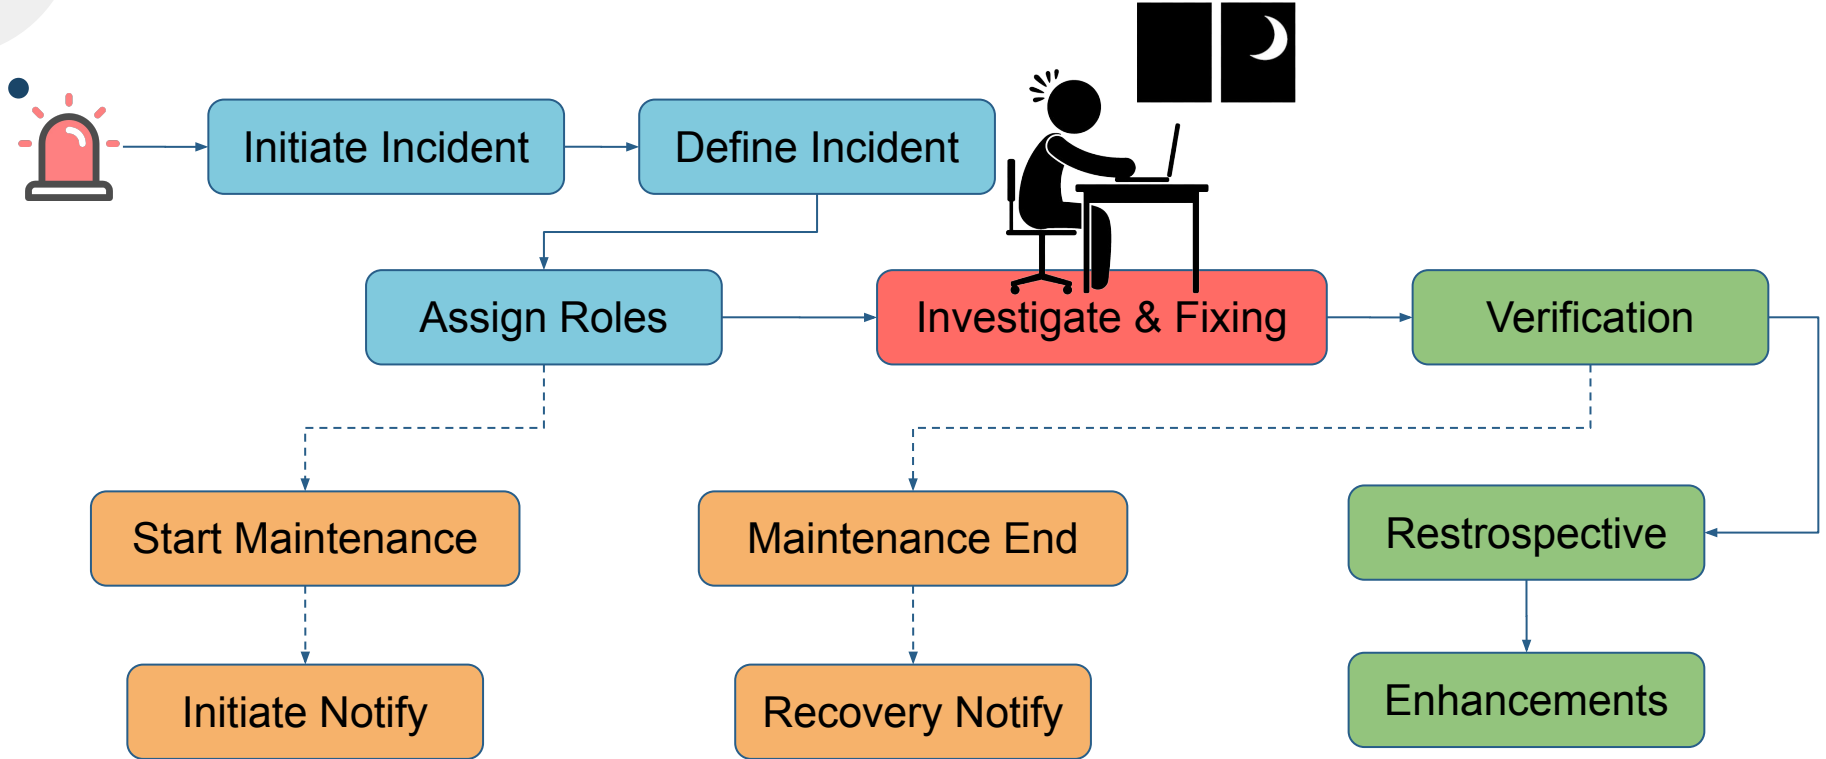 Initiate Incident
Define Incident
Assign Roles
Investigate & Fixing
Verification
Start Maintenance
Maintenance End
Restrospective
Initiate Notify
Recovery Notify
Enhancements